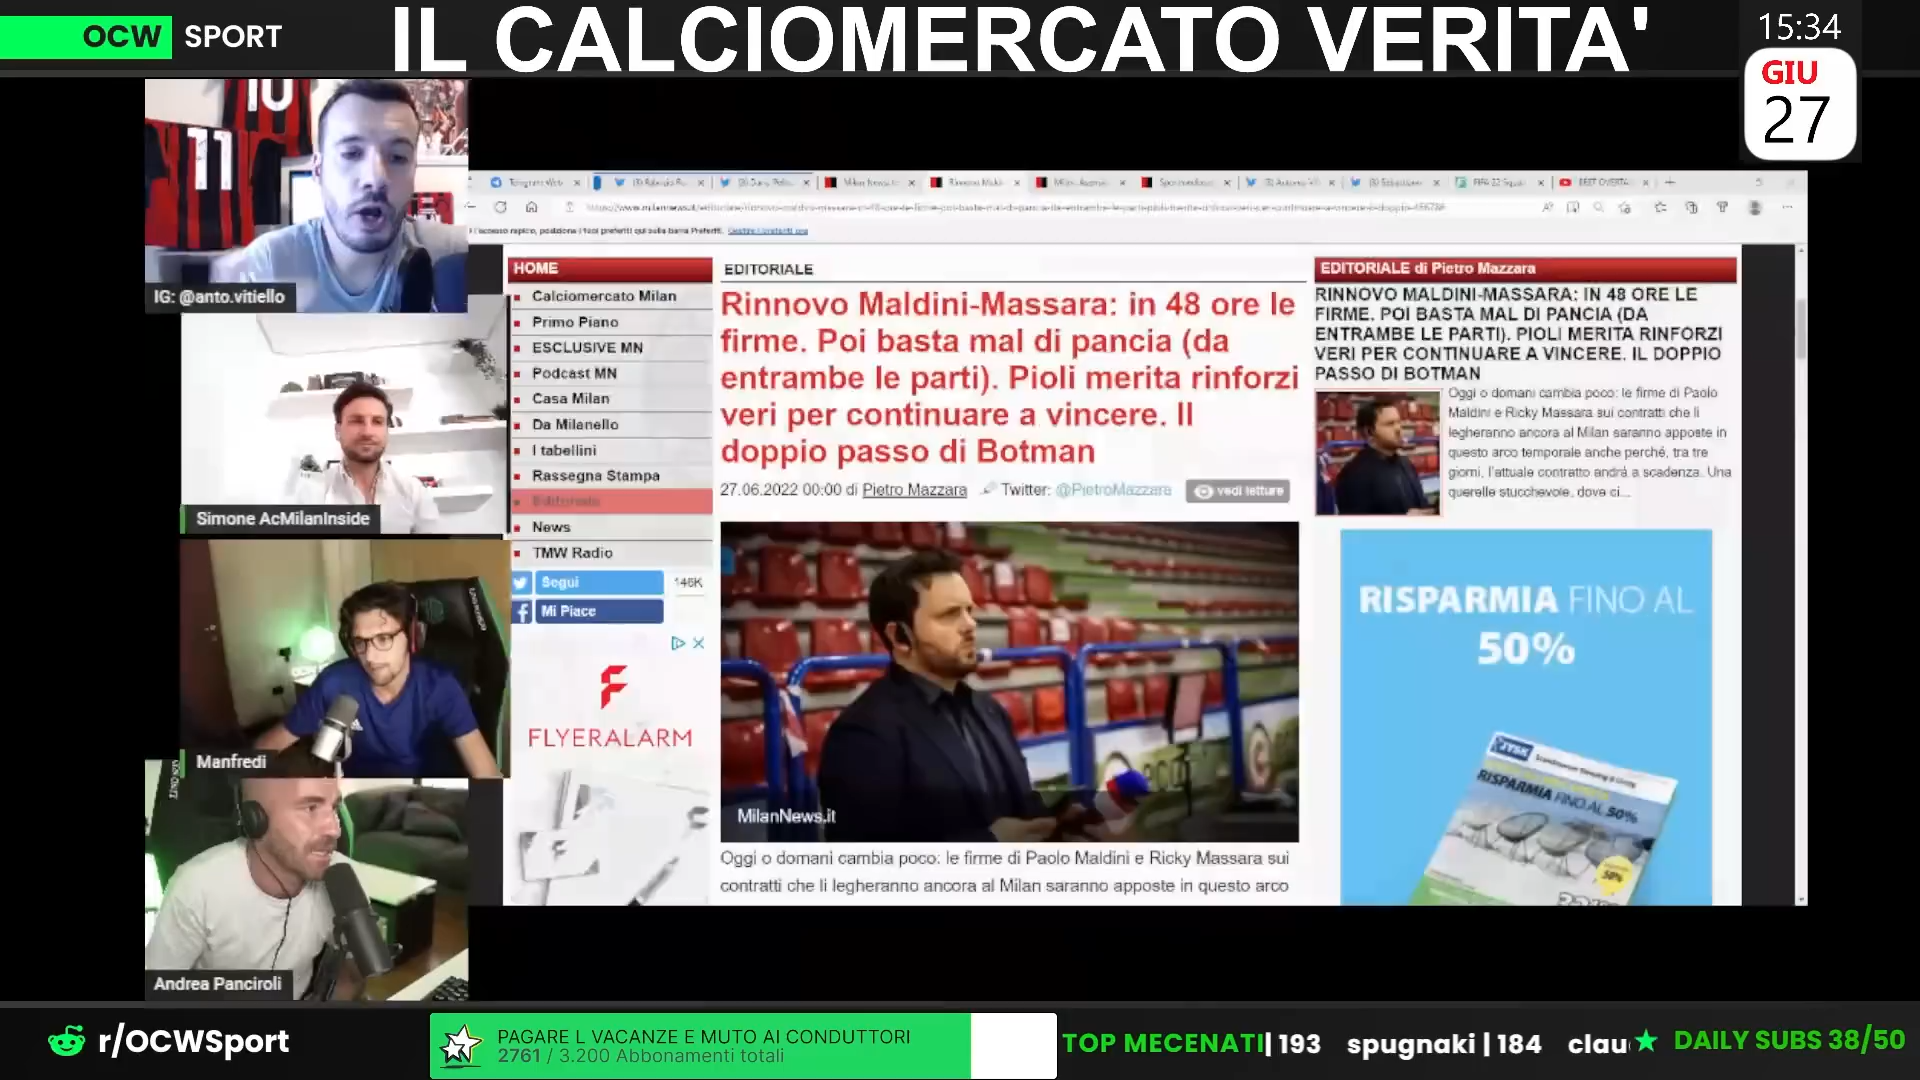 OCW SPORT
IL CALCIOMERCATO VERITA'
15:34
GIU
27
IG: @anto.vitiello
Simone AcMilanInside
Manfredi
Andrea Panciroli
Telegram Web
HOME
Calciomercato Milan
Primo Piano
ESCLUSIVE MN
Podcast MN
Casa Milan
Da Milanello
I tabellini
Rassegna Stampa
Editoriale
News
TMW Radio
Segui
146K
Mi Piace
FLYERALARM
EDITORIALE
Rinnovo Maldini-Massara: in 48 ore le
firme. Poi basta mal di pancia (da
entrambe le parti). Pioli merita rinforzi
veri per continuare a vincere. Il
doppio passo di Botman
27.06.2022 00:00 di Pietro Mazzara Twitter: @PietroMazzara vedi letture
MilanNews.it
Oggi o domani cambia poco: le firme di Paolo Maldini e Ricky Massara sui
contratti che li legheranno ancora al Milan saranno apposte in questo arco
EDITORIALE di Pietro Mazzara
RINNOVO MALDINI-MASSARA: IN 48 ORE LE
FIRME. POI BASTA MAL DI PANCIA (DA
ENTRAMBE LE PARTI). PIOLI MERITA RINFORZI
VERI PER CONTINUARE A VINCERE. IL DOPPIO
PASSO DI BOTMAN
Oggi o domani cambia poco: le firme di Paolo
Maldini e Ricky Massara sui contratti che li
legheranno ancora al Milan saranno apposte in
questo arco temporale anche perché, tra tre
giorni, l'attuale contratto andrà a scadenza. Una
querelle stucchevole, dove ci...
RISPARMIA FINO AL
50%
JYSK
RISPARMIA FINO AL 50%
50%
r/OCWSport
PAGARE L VACANZE E MUTO AI CONDUTTORI
2761 / 3.200 Abbonamenti totali
TOP MECENATI | 193 spugnaki | 184 clau
DAILY SUBS 38/50